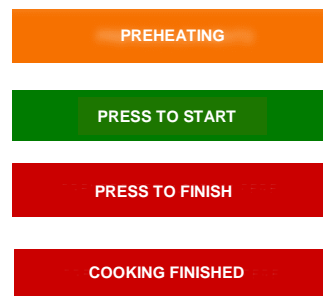 PREHEATING
PRESS TO START
PRESS TO FINISH
COOKING FINISHED